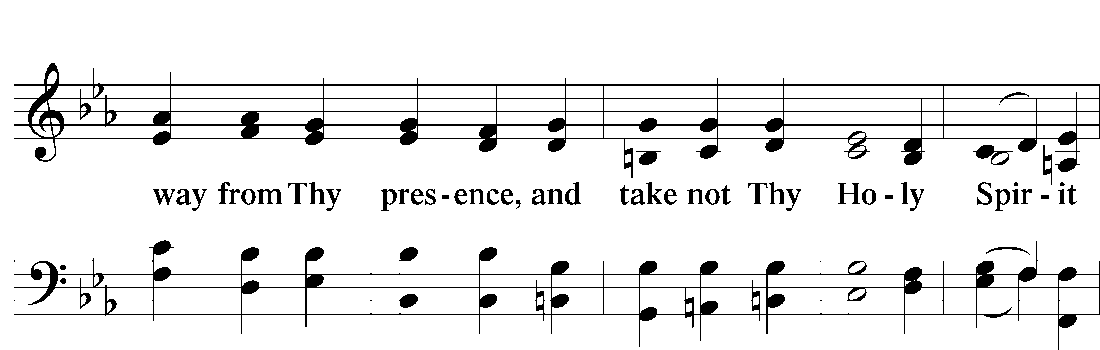 way from Thy pres - ence, and take not Thy Ho - ly Spir - it